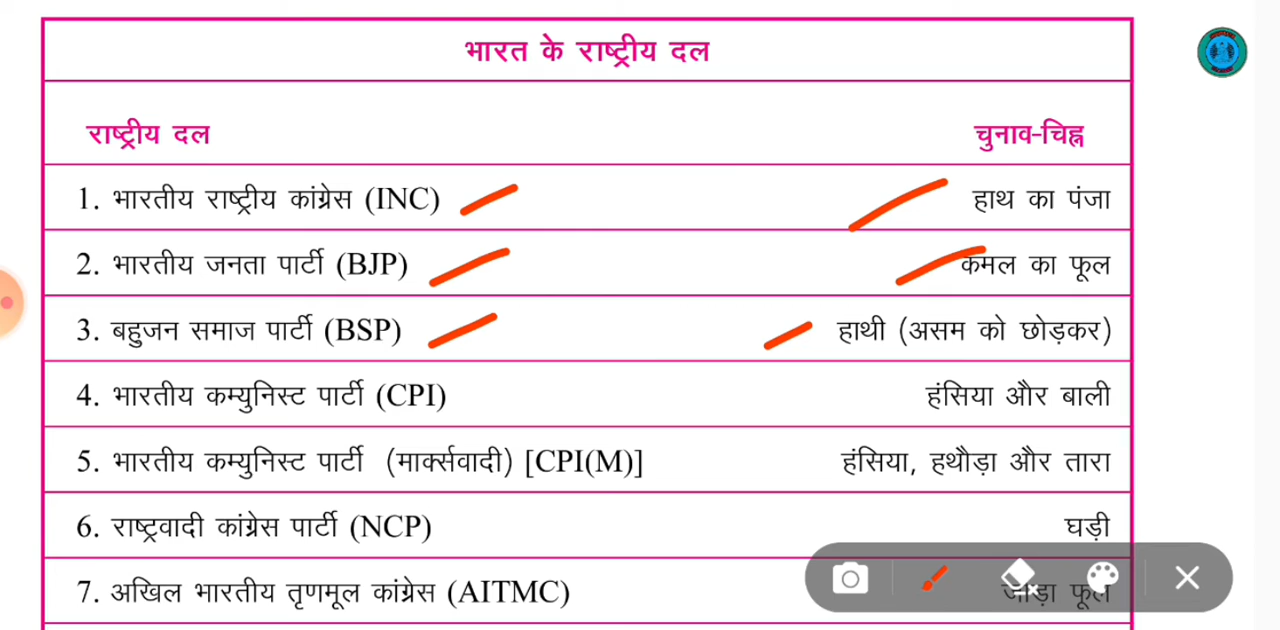 भारत के राष्ट्रीय दल
राष्ट्रीय दल चुनाव-चिह्न
1. भारतीय राष्ट्रीय कांग्रेस (INC) हाथ का पंजा
2. भारतीय जनता पार्टी (BJP) कमल का फूल
3. बहुजन समाज पार्टी (BSP) हाथी (असम को छोड़कर)
4. भारतीय कम्युनिस्ट पार्टी (CPI) हंसिया और बाली
5. भारतीय कम्युनिस्ट पार्टी (मार्क्सवादी) [CPI(M)] हंसिया, हथौड़ा और तारा
6. राष्ट्रवादी कांग्रेस पार्टी (NCP) घड़ी
7. अखिल भारतीय तृणमूल कांग्रेस (AITMC) जोड़ा फूल